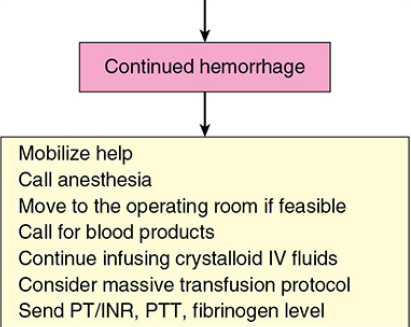 Continued hemorrhage
Mobilize help
Call anesthesia
Move to the operating room if feasible
Call for blood products
Continue infusing crystalloid IV fluids
Consider massive transfusion protocol
Send PT/INR, PTT, fibrinogen level